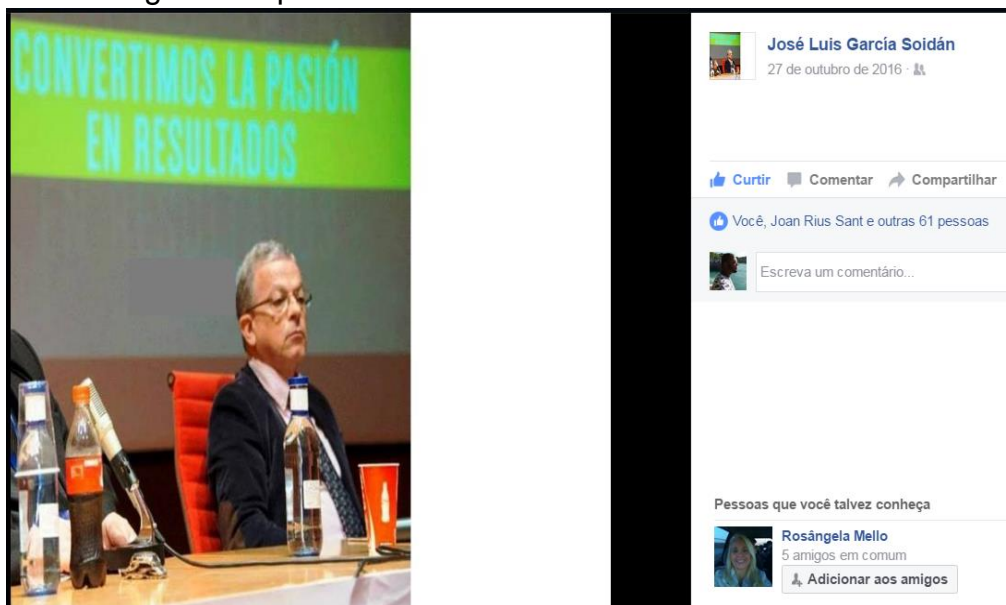 CONVERTIMOS LA PASIÓN
EN RESULTADOS
José Luis García Soidán
27 de outubro de 2016 ·
Curtir Comentar Compartilhar
Você, Joan Rius Sant e outras 61 pessoas
Escreva um comentário...
Pessoas que você talvez conheça
Rosângela Mello
5 amigos em comum
Adicionar aos amigos